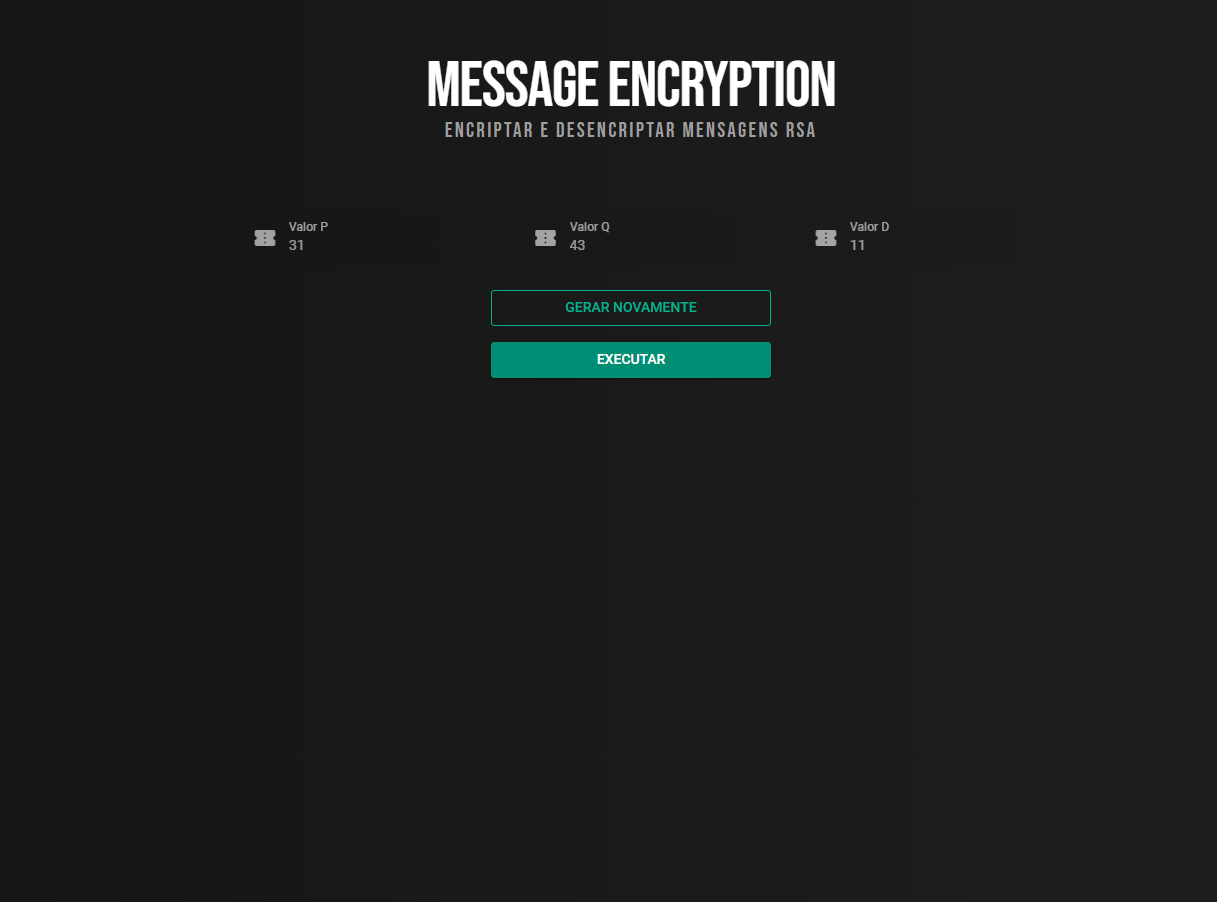 MESSAGE ENCRYPTION
ENCRIPTAR E DESENCRIPTAR MENSAGENS RSA
Valor P
31
Valor Q
43
Valor D
11
GERAR NOVAMENTE
EXECUTAR